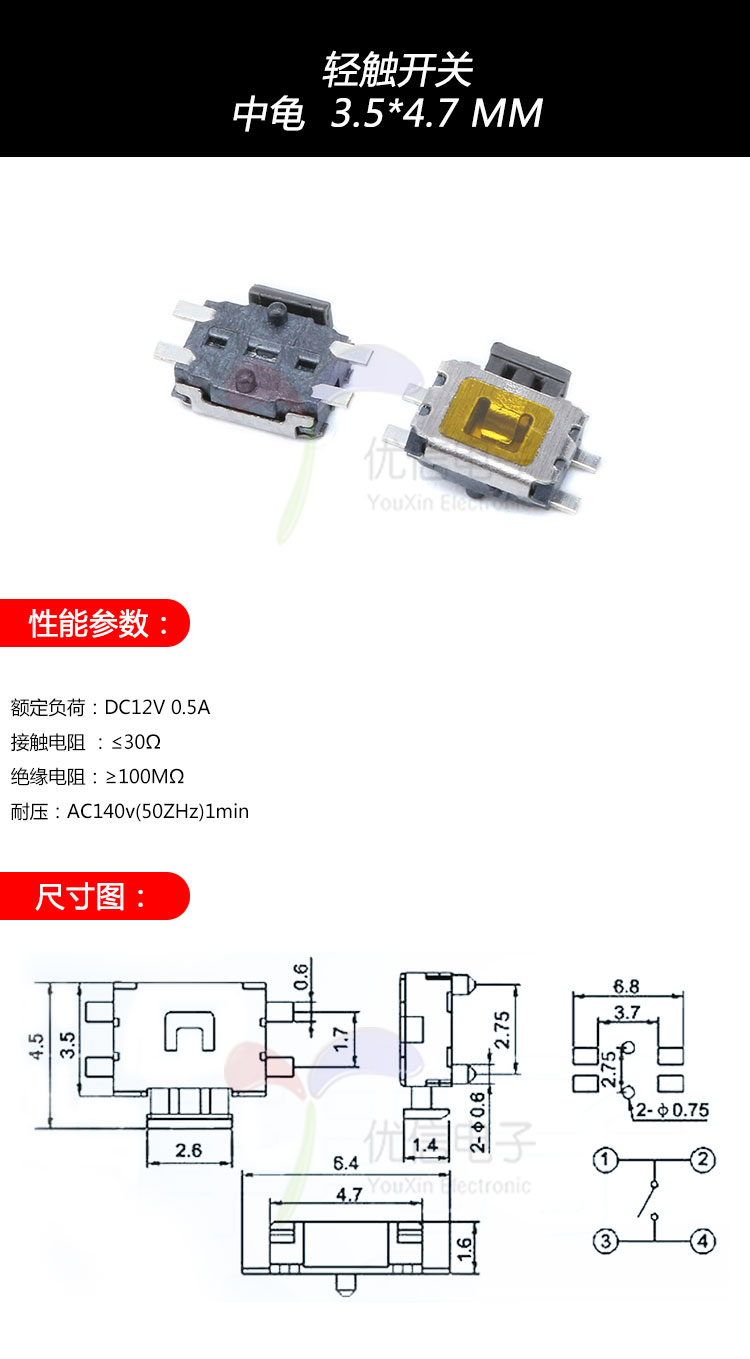 轻触开关
中龟 3.5*4.7 MM
优信电子
YouXin Electronic
性能参数：
额定负荷：DC12V 0.5A
接触电阻 ：≤30Ω
绝缘电阻：≥100MΩ
耐压：AC140v(50ZHz)1min
尺寸图：
4.5
3.5
0.6
1.7
2.6
2.75
2-ϕ0.6
1.4
6.8
3.7
2.75
2-ϕ0.75
优信电子
YouXin Electronic
6.4
4.7
1.6
1 2
3 4